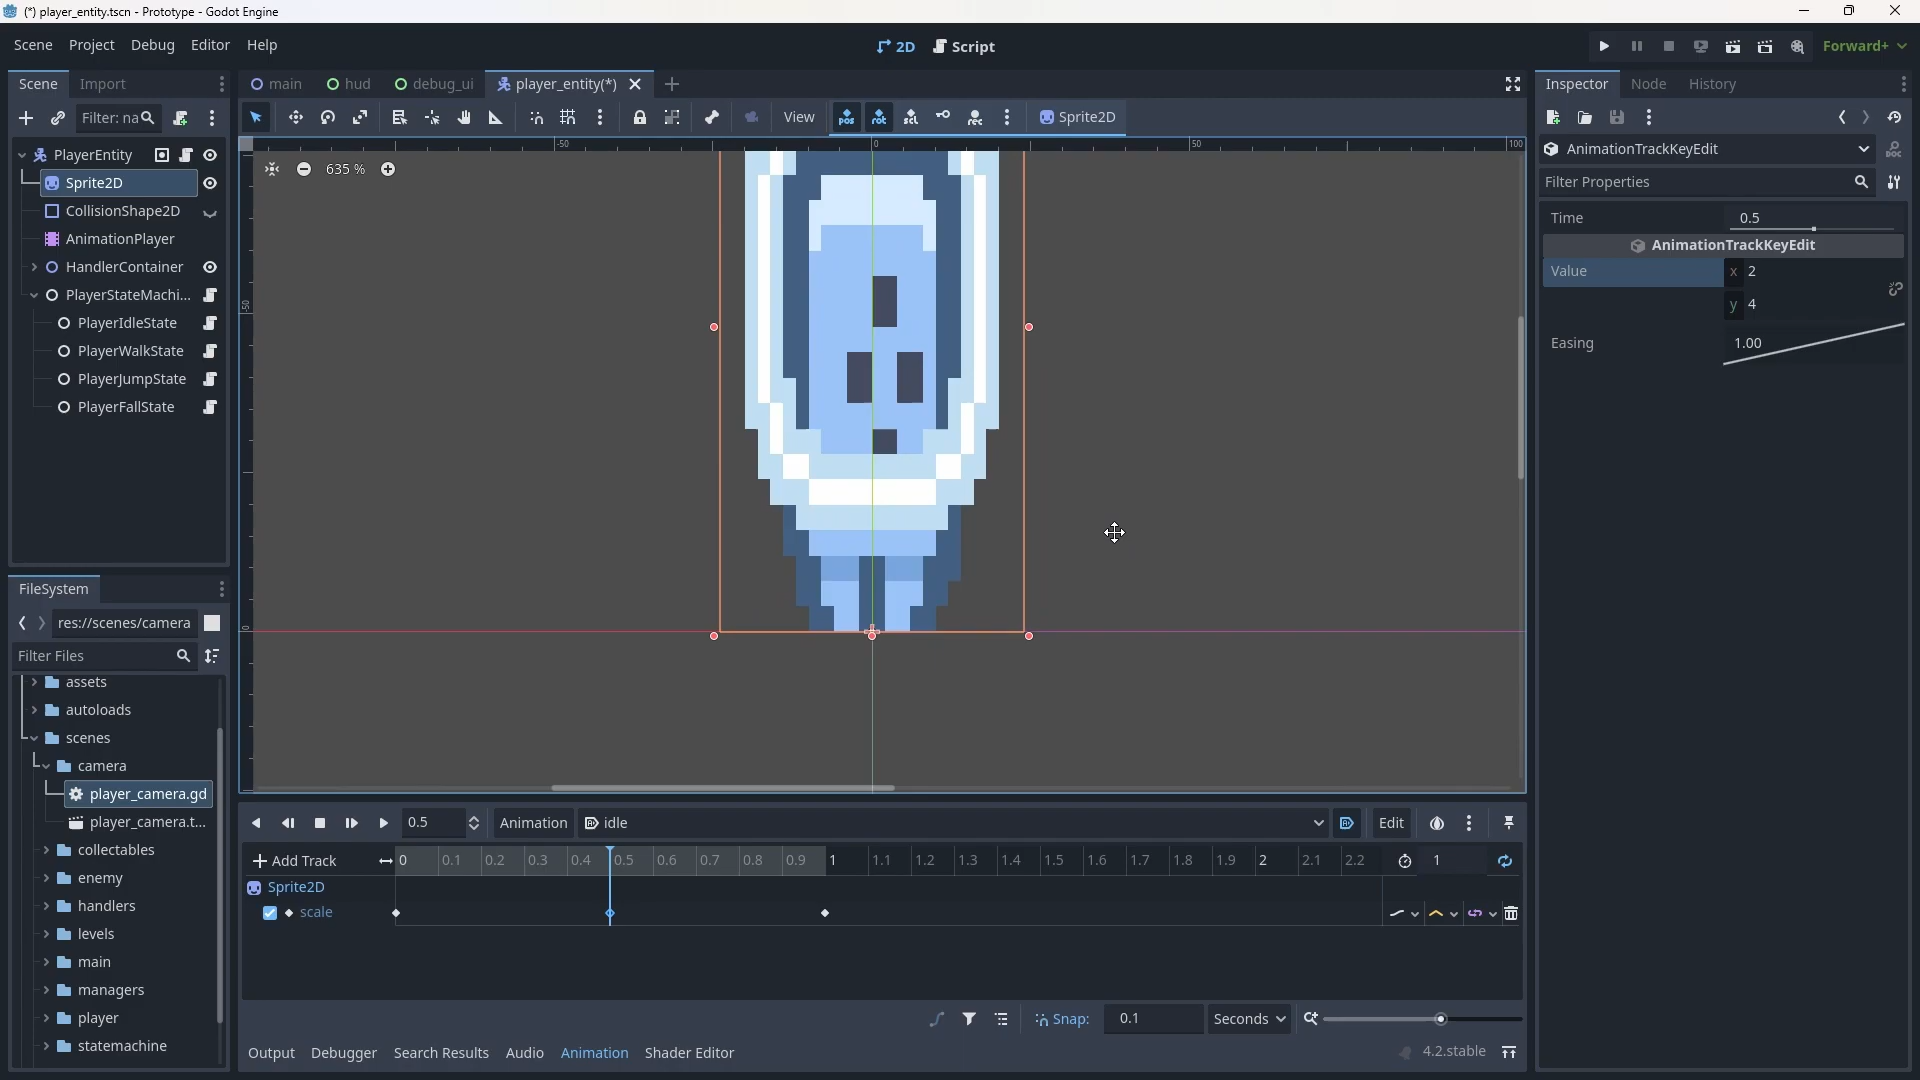 (*) player_entity.tscn - Prototype - Godot Engine
Scene Project Debug Editor Help
2D Script
Forward+
Scene Import
main hud debug_ui player_entity(*)
Inspector Node History
Filter: na
View
Sprite2D
PlayerEntity
Sprite2D
CollisionShape2D
AnimationPlayer
HandlerContainer
PlayerStateMachi...
PlayerIdleState
PlayerWalkState
PlayerJumpState
PlayerFallState
-50 0 50 100
635 %
-50
0
AnimationTrackKeyEdit
Filter Properties
Time 0.5
AnimationTrackKeyEdit
Value x 2
y 4
Easing 1.00
FileSystem
res://scenes/camera
Filter Files
assets
autoloads
scenes
camera
player_camera.gd
player_camera.t...
collectables
enemy
handlers
levels
main
managers
player
statemachine
0.5 Animation idle Edit
Add Track 0 0.1 0.2 0.3 0.4 0.5 0.6 0.7 0.8 0.9 1 1.1 1.2 1.3 1.4 1.5 1.6 1.7 1.8 1.9 2 2.1 2.2 1
Sprite2D
scale
Snap: 0.1 Seconds
Output Debugger Search Results Audio Animation Shader Editor 4.2.stable